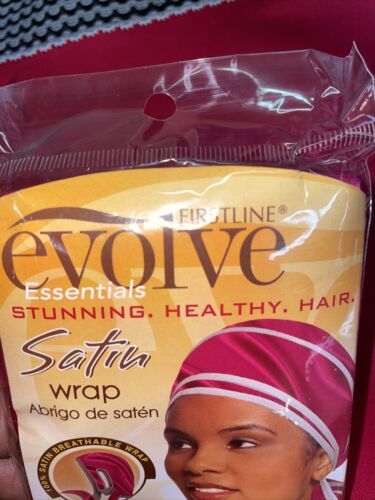 FIRSTLINE®
evolve
Essentials
STUNNING. HEALTHY. HAIR.
Satin
wrap
Abrigo de satén
100% SATIN BREATHABLE WRAP